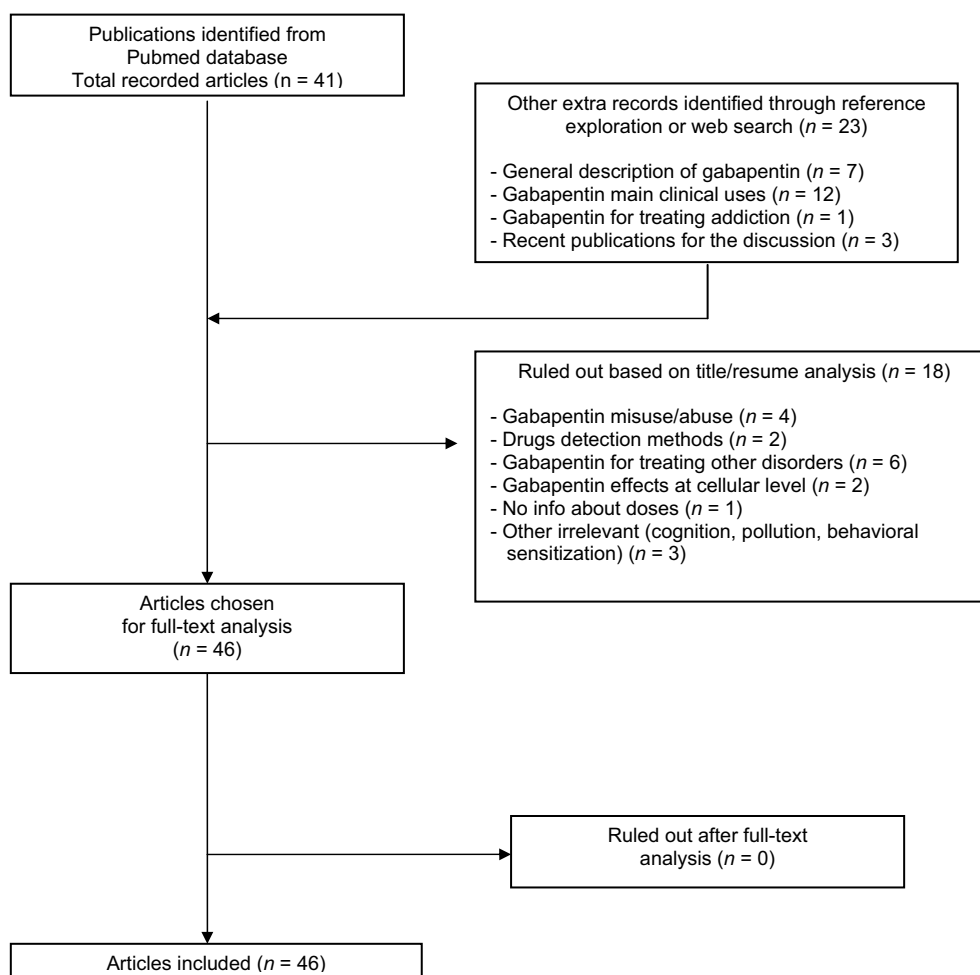 Publications identified from
Pubmed database
Total recorded articles (n = 41)
Other extra records identified through reference
exploration or web search (n = 23)
- General description of gabapentin (n = 7)
- Gabapentin main clinical uses (n = 12)
- Gabapentin for treating addiction (n = 1)
- Recent publications for the discussion (n = 3)
Ruled out based on title/resume analysis (n = 18)
- Gabapentin misuse/abuse (n = 4)
- Drugs detection methods (n = 2)
- Gabapentin for treating other disorders (n = 6)
- Gabapentin effects at cellular level (n = 2)
- No info about doses (n = 1)
- Other irrelevant (cognition, pollution, behavioral
sensitization) (n = 3)
Articles chosen
for full-text analysis
(n = 46)
Ruled out after full-text
analysis (n = 0)
Articles included (n = 46)